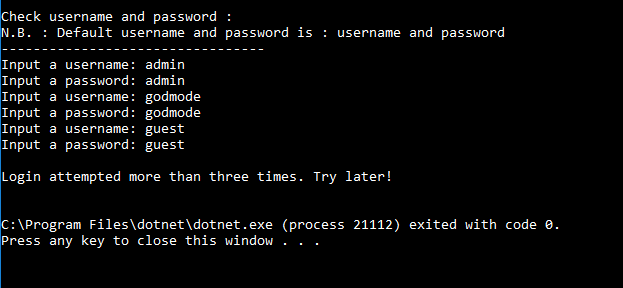 Check username and password :
N.B. : Default username and password is : username and password
---------------------------------
Input a username: admin
Input a password: admin
Input a username: godmode
Input a password: godmode
Input a username: guest
Input a password: guest
Login attempted more than three times. Try later!
C:\Program Files\dotnet\dotnet.exe (process 21112) exited with code 0.
Press any key to close this window . . .